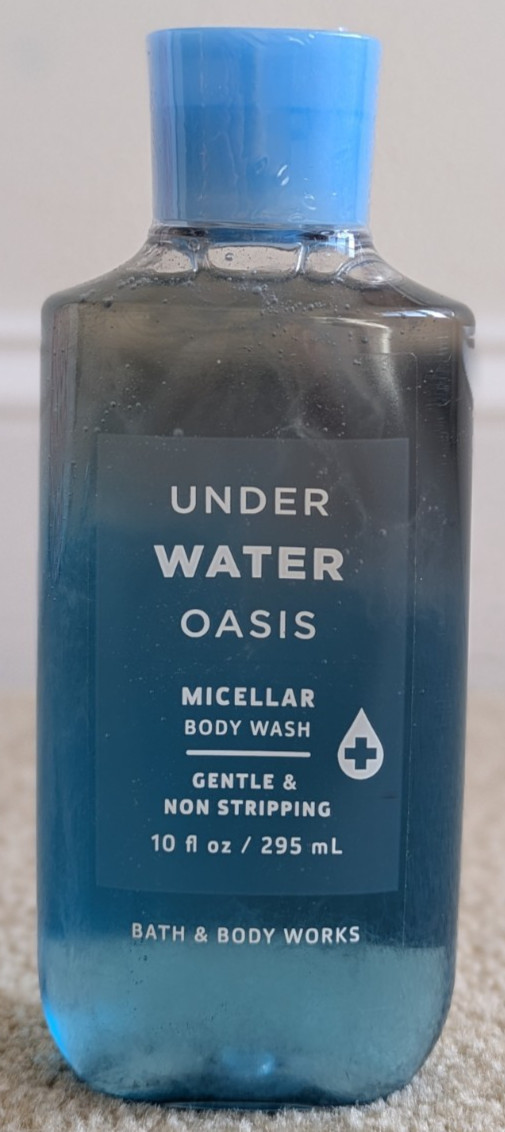 UNDER
WATER
OASIS
MICELLAR
BODY WASH
GENTLE &
NON STRIPPING
10 fl oz / 295 mL
BATH & BODY WORKS